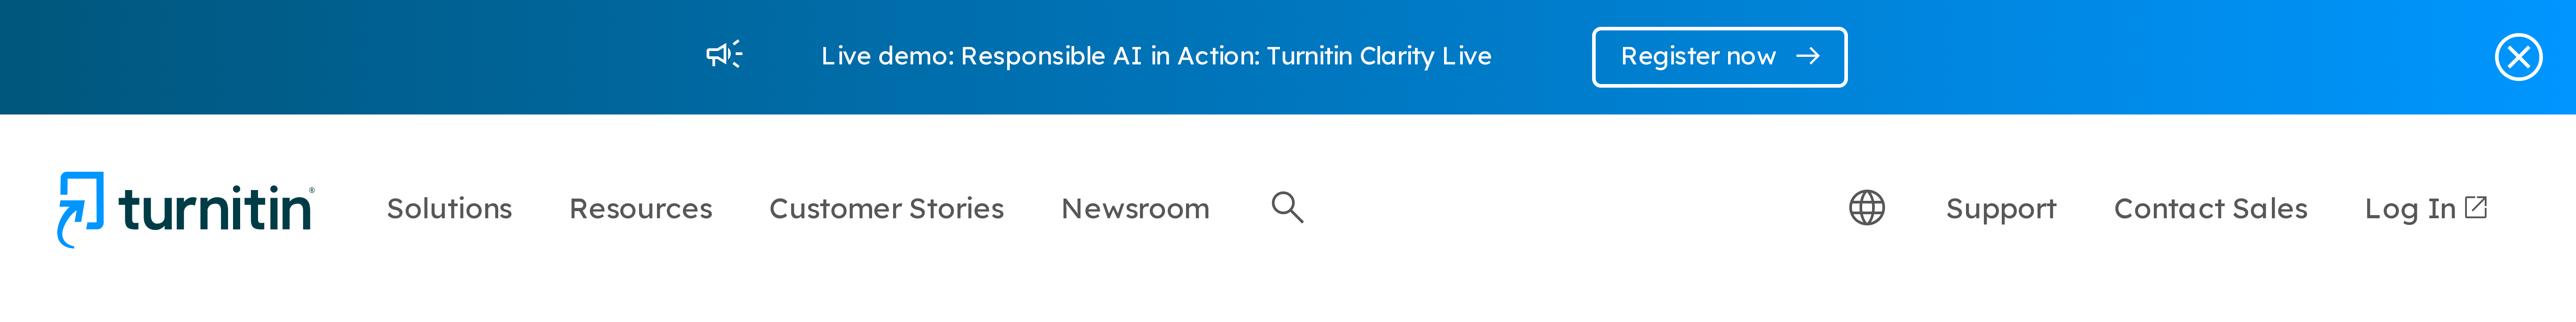 Live demo: Responsible AI in Action: Turnitin Clarity Live Register now
turnitin® Solutions Resources Customer Stories Newsroom Support Contact Sales Log In